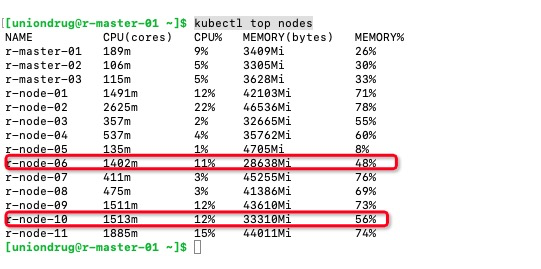 [uniondrug@r-master-01 ~]$ kubectl top nodes
NAME CPU(cores) CPU% MEMORY(bytes) MEMORY%
r-master-01 189m 9% 3409Mi 26%
r-master-02 106m 5% 3305Mi 30%
r-master-03 115m 5% 3628Mi 33%
r-node-01 1491m 12% 42103Mi 71%
r-node-02 2625m 22% 46536Mi 78%
r-node-03 357m 2% 32665Mi 55%
r-node-04 537m 4% 35762Mi 60%
r-node-05 135m 1% 4705Mi 8%
r-node-06 1402m 11% 28638Mi 48%
r-node-07 411m 3% 45255Mi 76%
r-node-08 475m 3% 41386Mi 69%
r-node-09 1511m 12% 43610Mi 73%
r-node-10 1513m 12% 33310Mi 56%
r-node-11 1885m 15% 44011Mi 74%
[uniondrug@r-master-01 ~]$